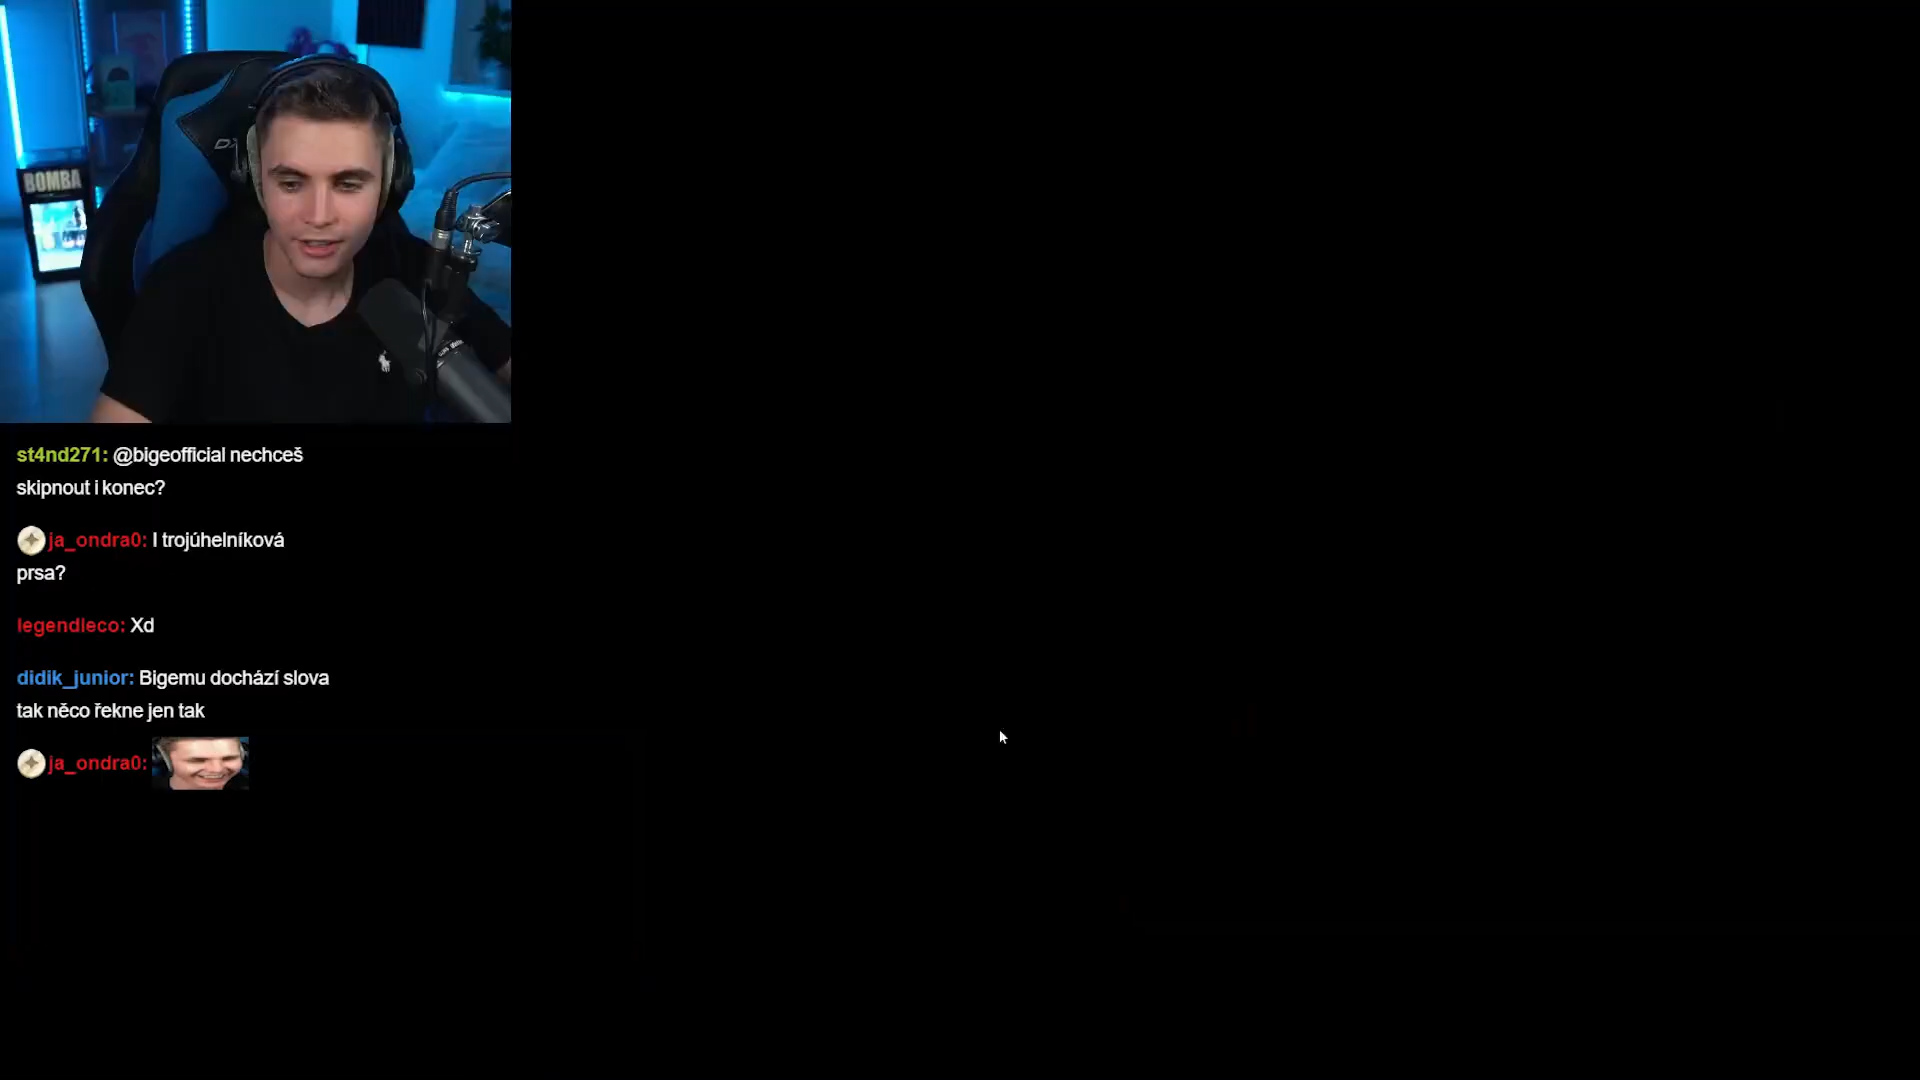 DX
BOMBA
st4nd271: @bigeofficial nechceš
skipnout i konec?
ja_ondra0: I trojúhelníková
prsa?
legendleco: Xd
didik_junior: Bigemu dochází slova
tak něco řekne jen tak
ja_ondra0: